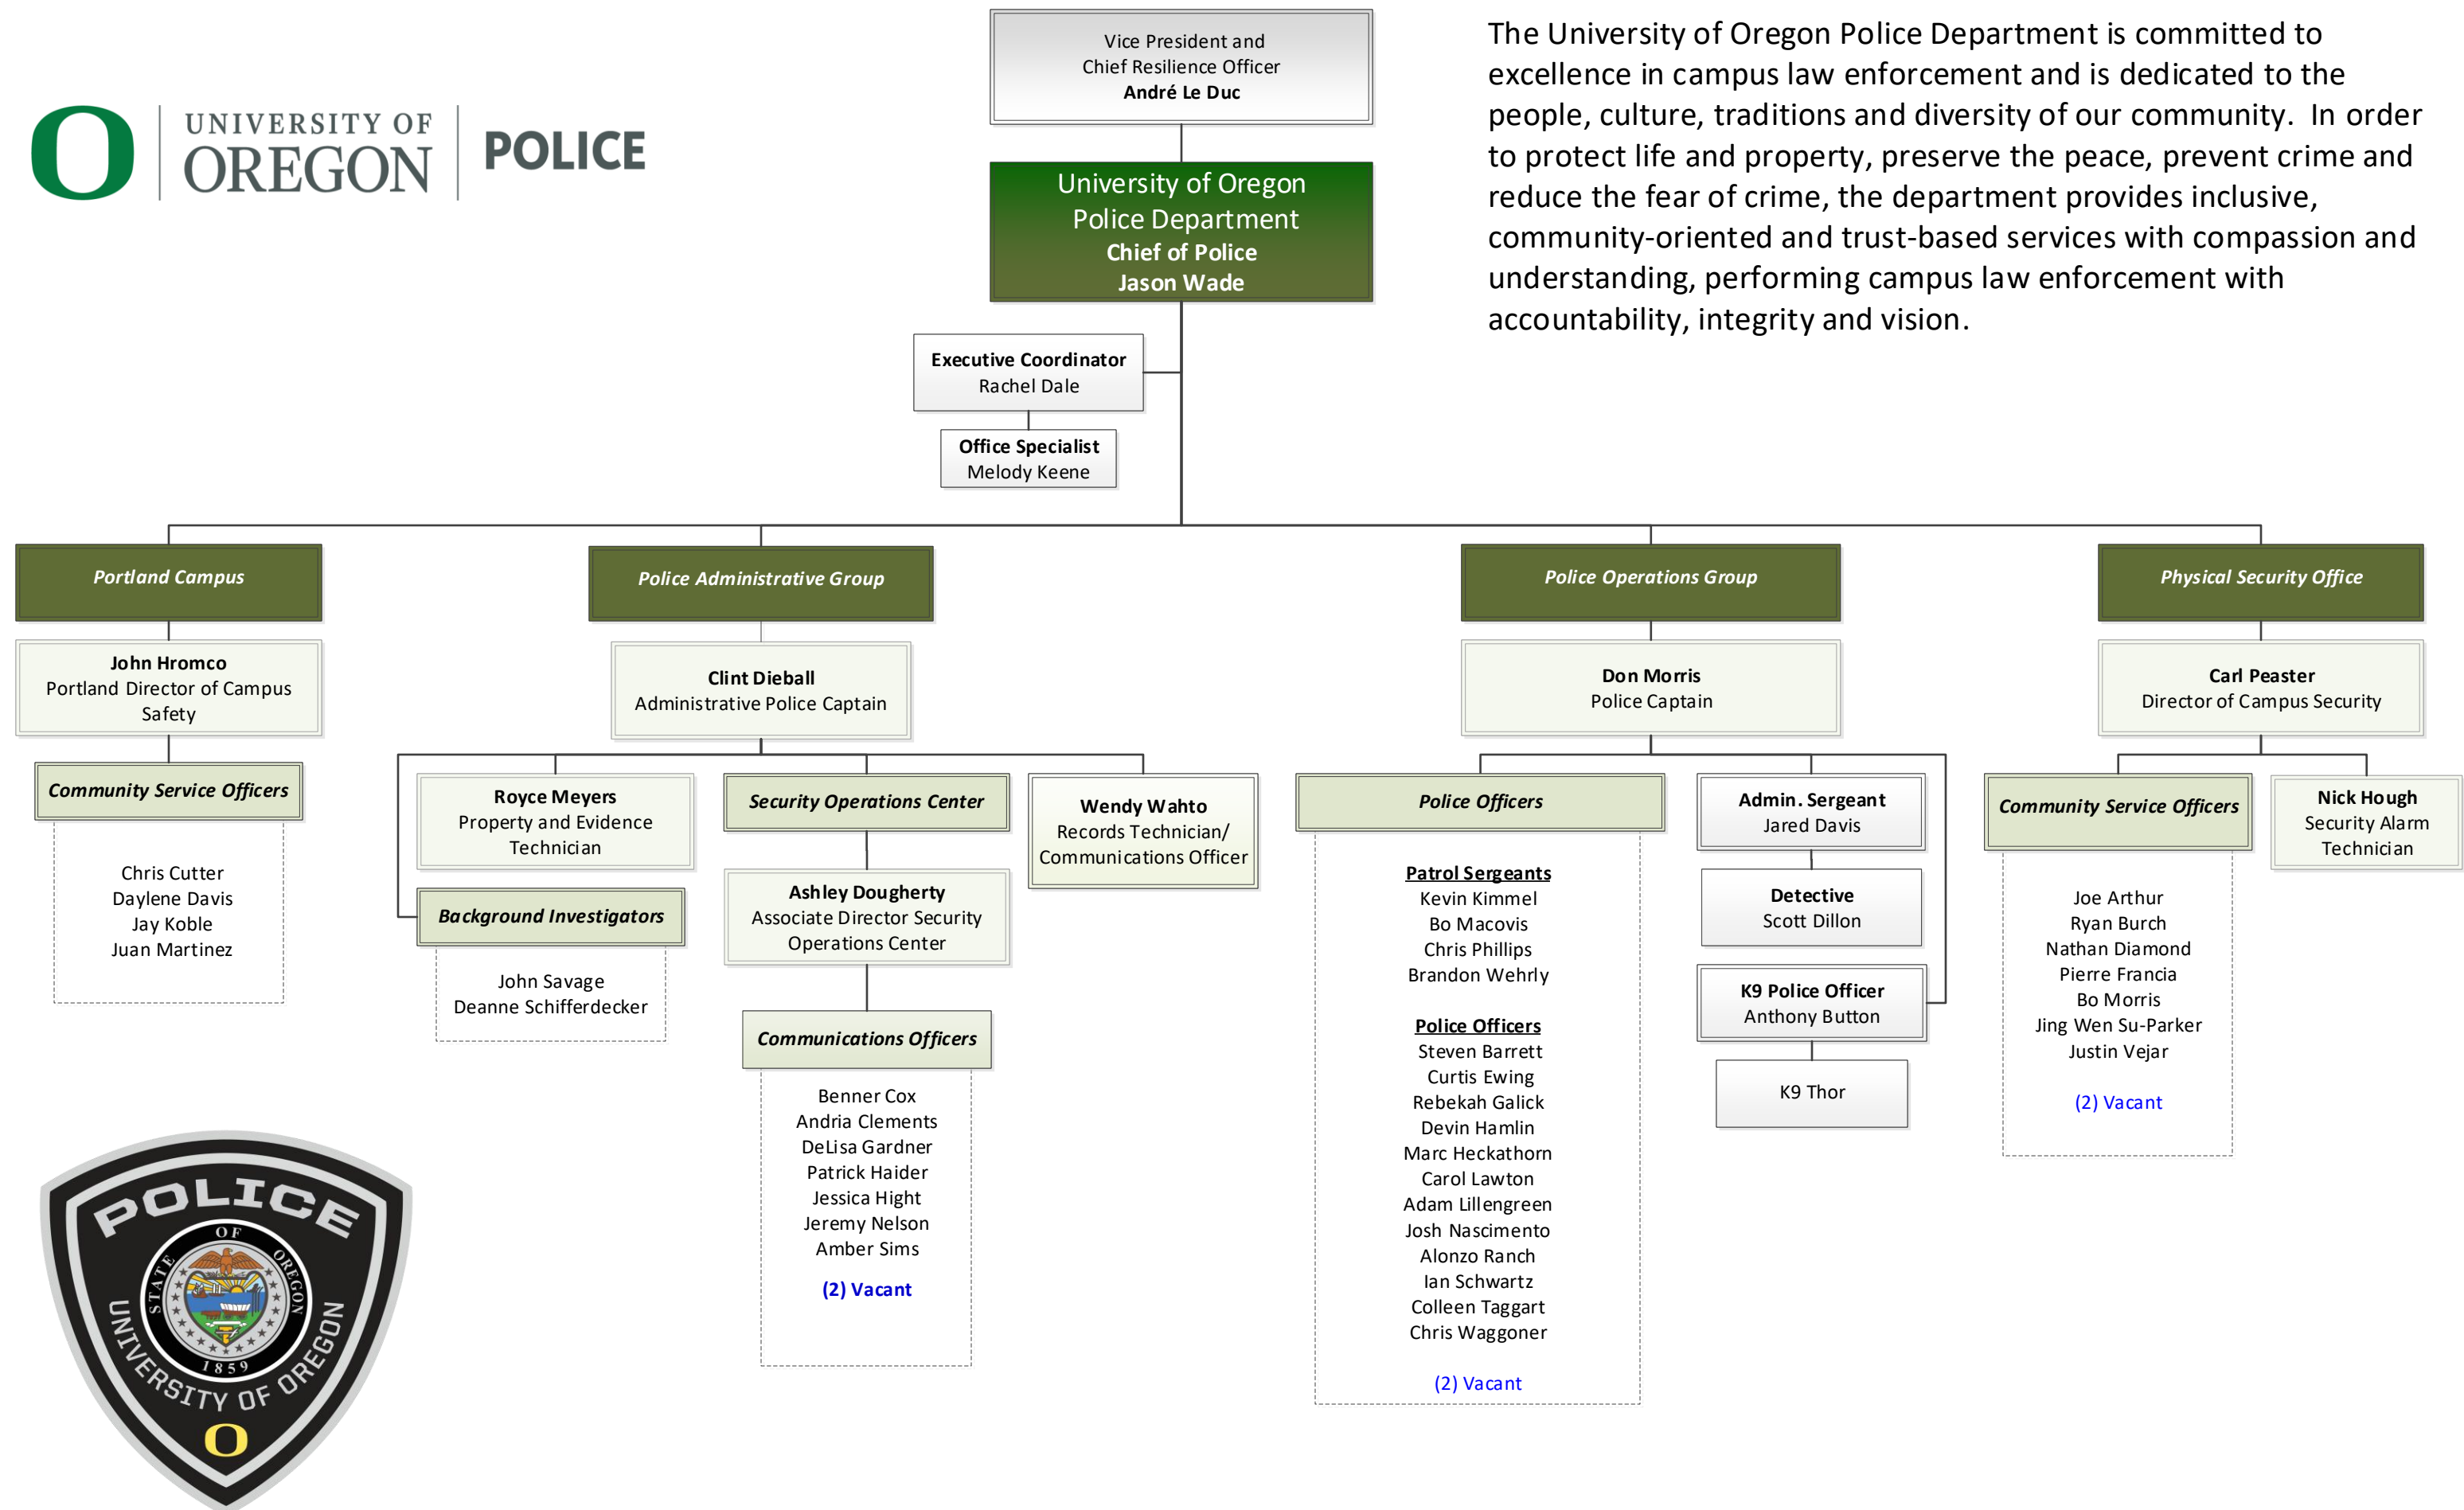 Vice President and
Chief Resilience Officer
André Le Duc
The University of Oregon Police Department is committed to
excellence in campus law enforcement and is dedicated to the
people, culture, traditions and diversity of our community.  In order
to protect life and property, preserve the peace, prevent crime and
reduce the fear of crime, the department provides inclusive,
community-oriented and trust-based services with compassion and
understanding, performing campus law enforcement with
accountability, integrity and vision.
O
UNIVERSITY OF
OREGON
POLICE
University of Oregon
Police Department
Chief of Police
Jason Wade
Executive Coordinator
Rachel Dale
Office Specialist
Melody Keene
Portland Campus
John Hromco
Portland Director of Campus
Safety
Community Service Officers
Chris Cutter
Daylene Davis
Jay Koble
Juan Martinez
Police Administrative Group
Clint Dieball
Administrative Police Captain
Royce Meyers
Property and Evidence
Technician
Background Investigators
John Savage
Deanne Schifferdecker
Security Operations Center
Ashley Dougherty
Associate Director Security
Operations Center
Communications Officers
Benner Cox
Andria Clements
DeLisa Gardner
Patrick Haider
Jessica Hight
Jeremy Nelson
Amber Sims
(2) Vacant
Wendy Wahto
Records Technician/
Communications Officer
Police Operations Group
Don Morris
Police Captain
Police Officers
Patrol Sergeants
Kevin Kimmel
Bo Macovis
Chris Phillips
Brandon Wehrly
Police Officers
Steven Barrett
Curtis Ewing
Rebekah Galick
Devin Hamlin
Marc Heckathorn
Carol Lawton
Adam Lillengreen
Josh Nascimento
Alonzo Ranch
Ian Schwartz
Colleen Taggart
Chris Waggoner
(2) Vacant
Admin. Sergeant
Jared Davis
Detective
Scott Dillon
K9 Police Officer
Anthony Button
K9 Thor
Physical Security Office
Carl Peaster
Director of Campus Security
Community Service Officers
Joe Arthur
Ryan Burch
Nathan Diamond
Pierre Francia
Bo Morris
Jing Wen Su-Parker
Justin Vejar
(2) Vacant
Nick Hough
Security Alarm
Technician
POLICE
STATE OF OREGON
1859
UNIVERSITY OF OREGON
O